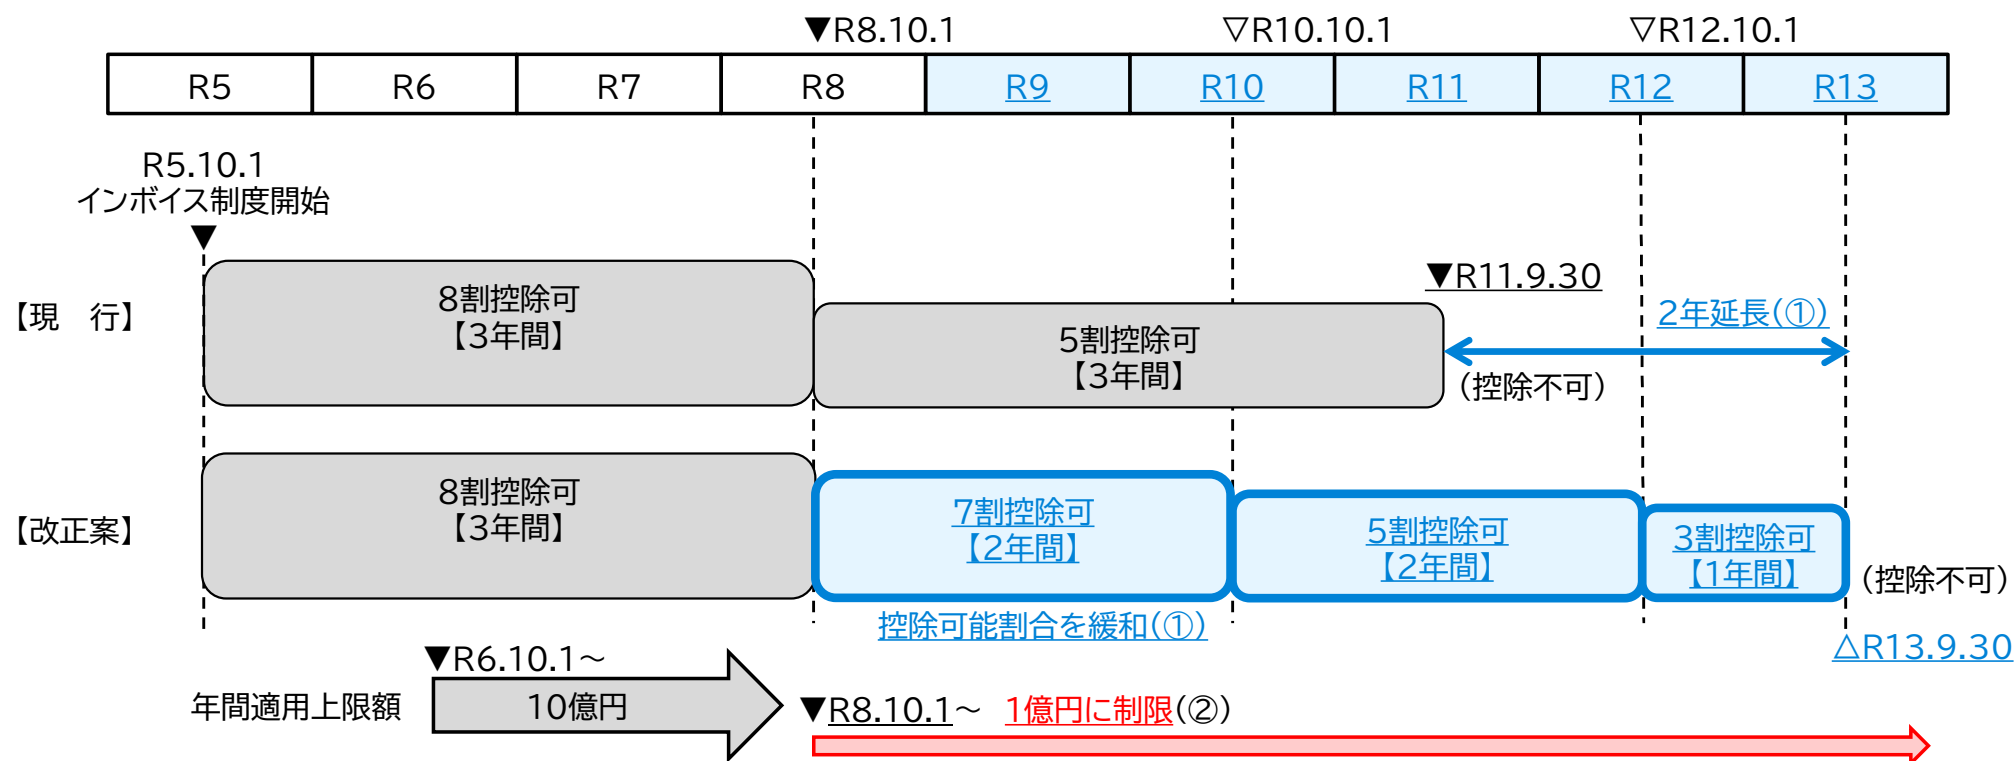 ▼R8.10.1 ▽R10.10.1 ▽R12.10.1
R5 R6 R7 R8 R9 R10 R11 R12 R13
R5.10.1
インボイス制度開始
▼
【現　行】
8割控除可
【3年間】
5割控除可
【3年間】
▼R11.9.30
2年延長(①)
(控除不可)
【改正案】
8割控除可
【3年間】
7割控除可
【2年間】
控除可能割合を緩和(①)
5割控除可
【2年間】
3割控除可
【1年間】
(控除不可)
△R13.9.30
年間適用上限額
▼R6.10.1～
10億円
▼R8.10.1～ 1億円に制限(②)